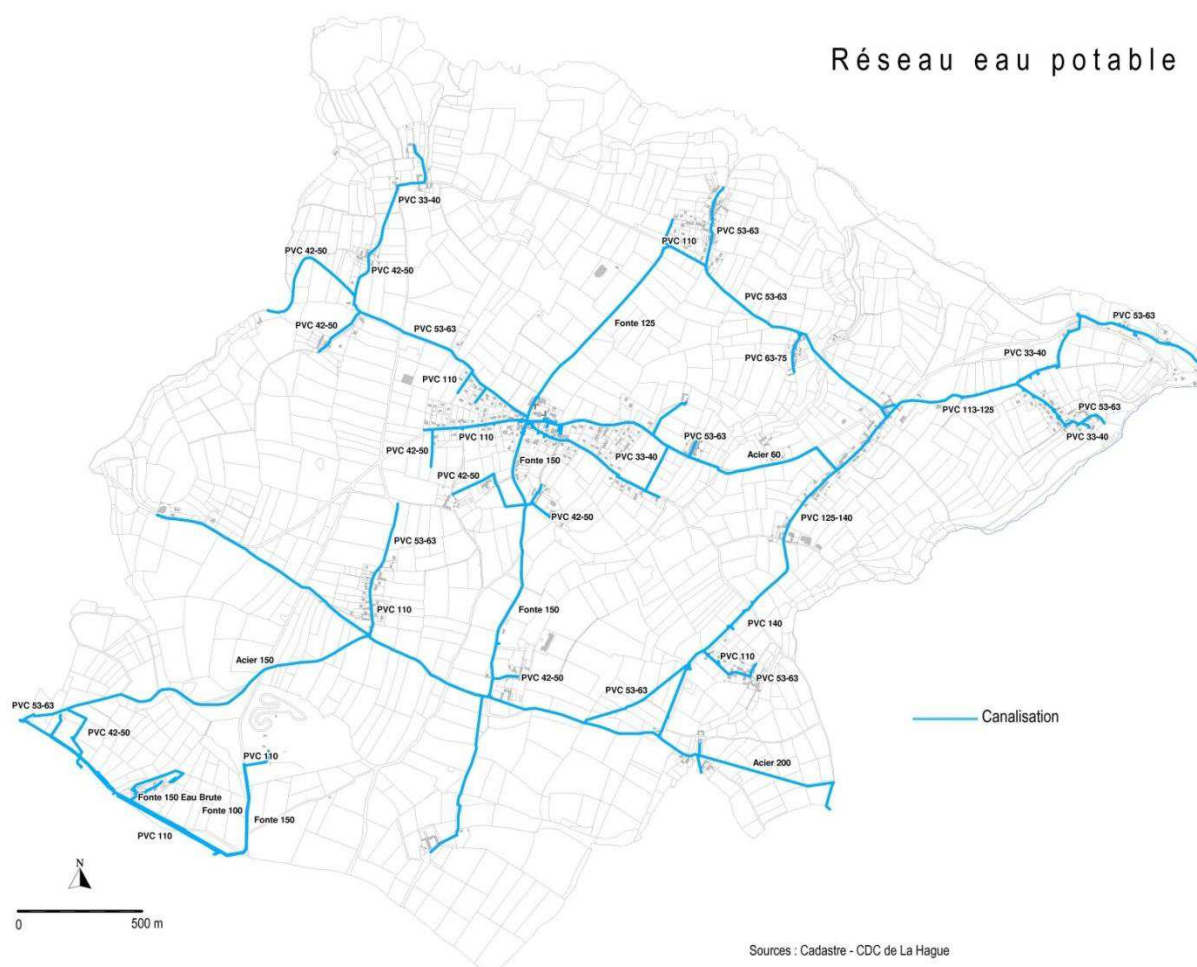 Réseau eau potable
PVC 33-40
PVC 53-63
PVC 110
PVC 42-50
PVC 42-50
PVC 53-63
PVC 53-63
PVC 42-50
PVC 53-63
Fonte 125
PVC 63-75
PVC 33-40
PVC 110
PVC 113-125
PVC 53-63
PVC 110
PVC 33-40
PVC 53-63
PVC 42-50
Fonte 150
PVC 33-40
Acier 60
PVC 42-50
PVC 42-50
PVC 125-140
PVC 53-63
PVC 110
Fonte 150
PVC 140
Acier 150
PVC 110
PVC 42-50
PVC 53-63
PVC 53-63
PVC 53-63
Canalisation
PVC 42-50
PVC 110
Acier 200
Fonte 150 Eau Brute
Fonte 100
Fonte 150
PVC 110
N
0 500 m
Sources : Cadastre - CDC de La Hague